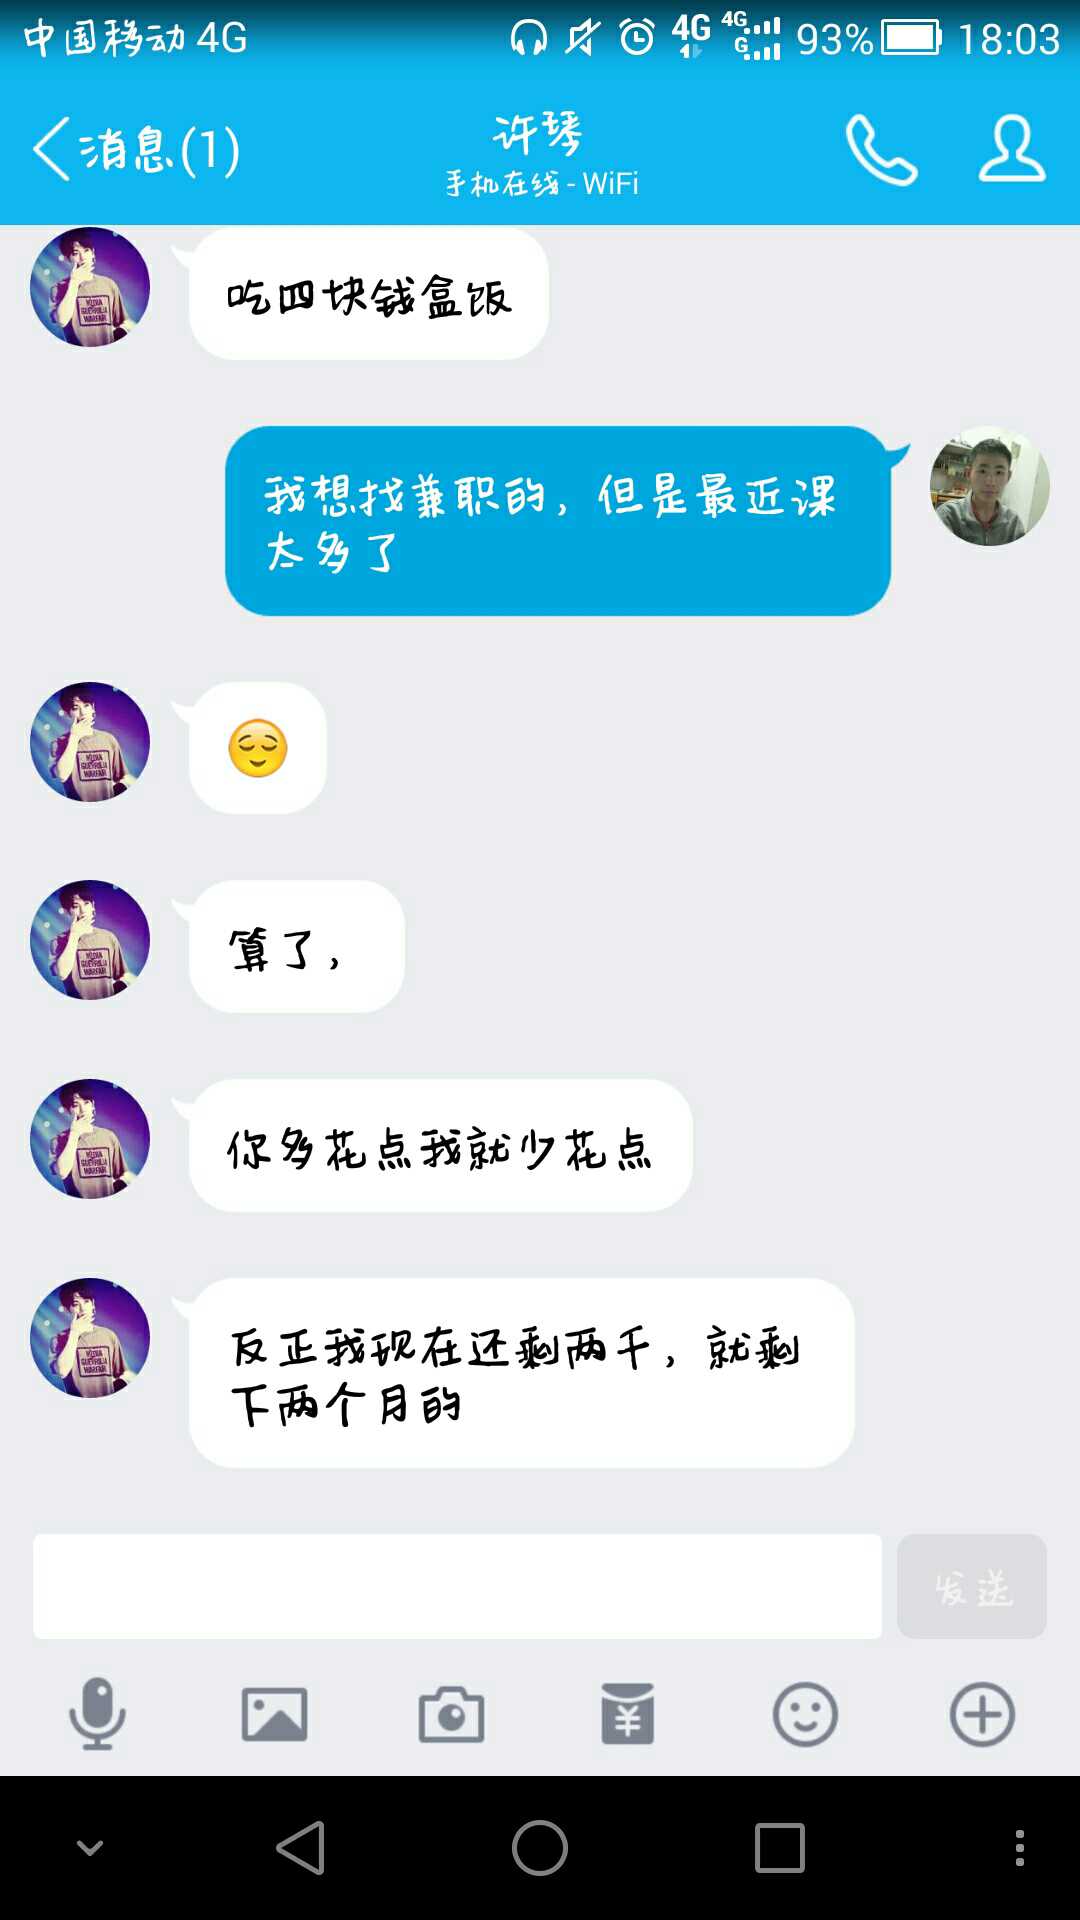 中国移动 4G 4G 4G G 93% 18:03
消息(1)
许琴
手机在线 - WiFi
吃四块钱盒饭
我想找兼职的，但是最近课
太多了
算了，
你多花点我就少花点
反正我现在还剩两千，就剩
下两个月的
发送